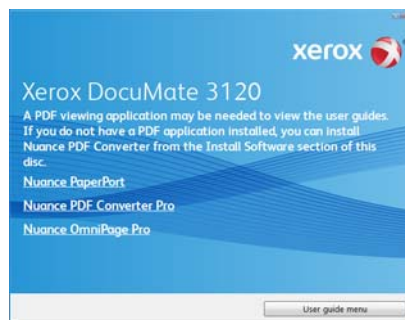 xerox
Xerox DocuMate 3120
A PDF viewing application may be needed to view the user guides.
If you do not have a PDF application installed, you can install
Nuance PDF Converter from the Install Software section of this
disc.
Nuance PaperPort
Nuance PDF Converter Pro
Nuance OmniPage Pro
User guide menu